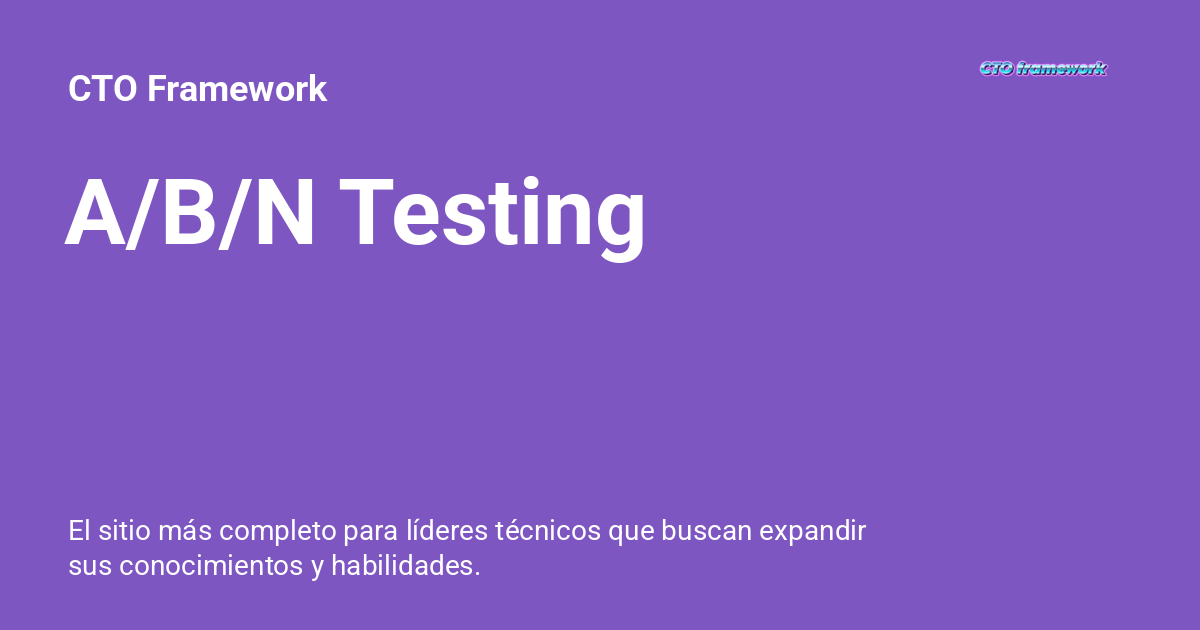 CTO Framework
CTO framework
A/B/N Testing
El sitio más completo para líderes técnicos que buscan expandir
sus conocimientos y habilidades.